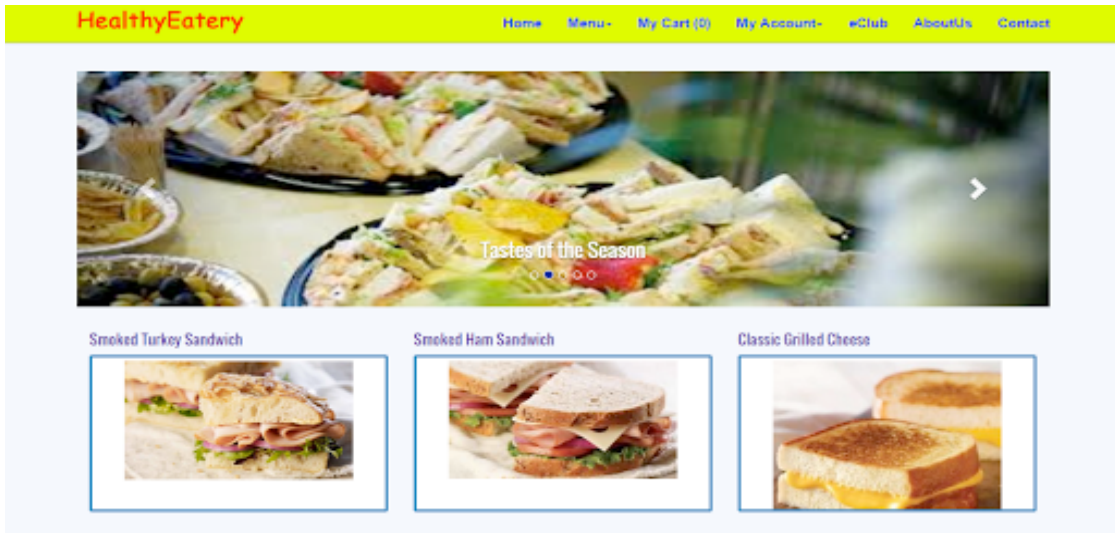 HealthyEatery
Home Menu- My Cart (0) My Account- eClub AboutUs Contact
Tastes of the Season
Smoked Turkey Sandwich Smoked Ham Sandwich Classic Grilled Cheese